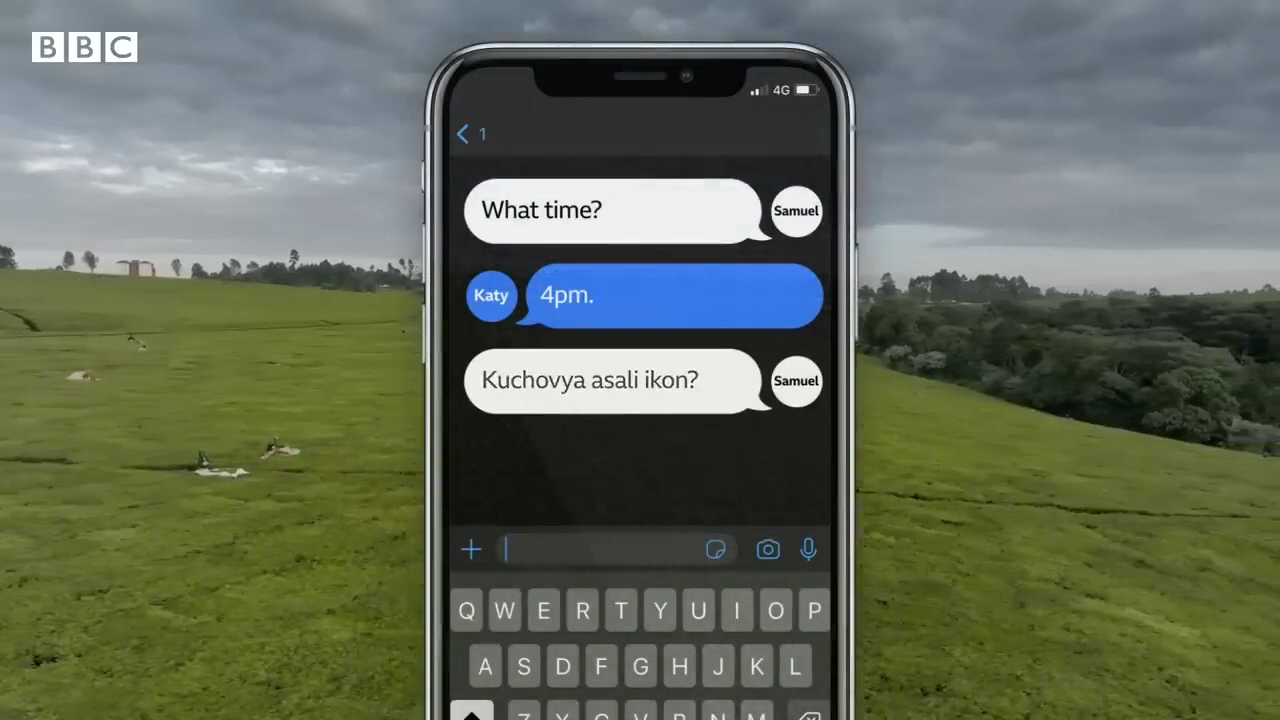 BBC
4G
1
What time?
Samuel
Katy
4pm.
Kuchovya asali ikon?
Samuel
Q W E R T Y U I O P
A S D F G H J K L
Z X C V B N M